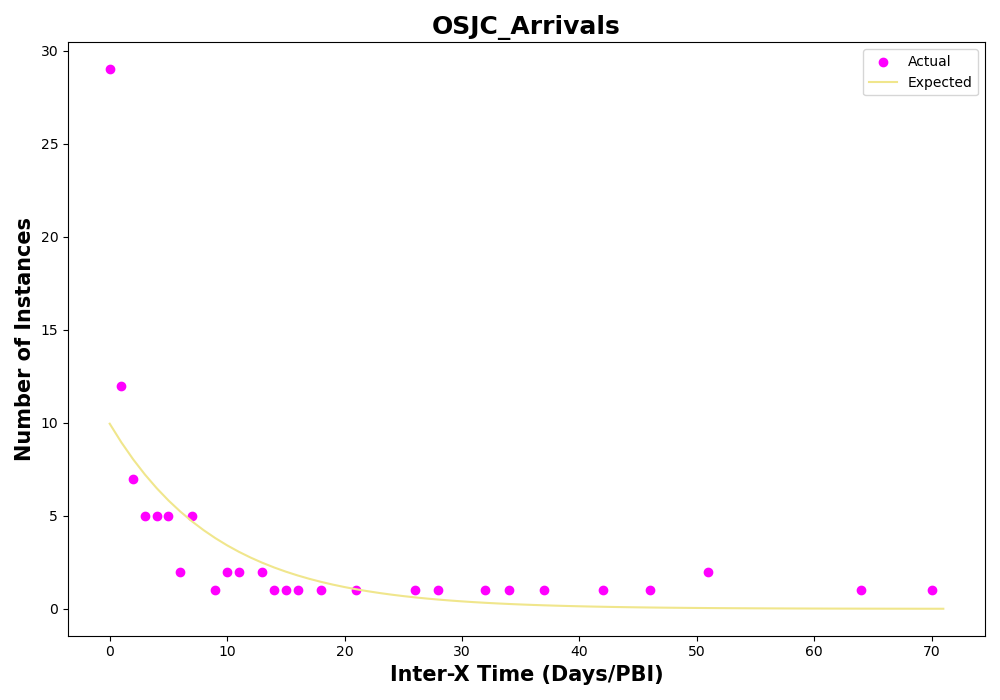 OSJC_Arrivals
Actual
Expected
Number of Instances
30
25
20
15
10
5
0
0 10 20 30 40 50 60 70
Inter-X Time (Days/PBI)